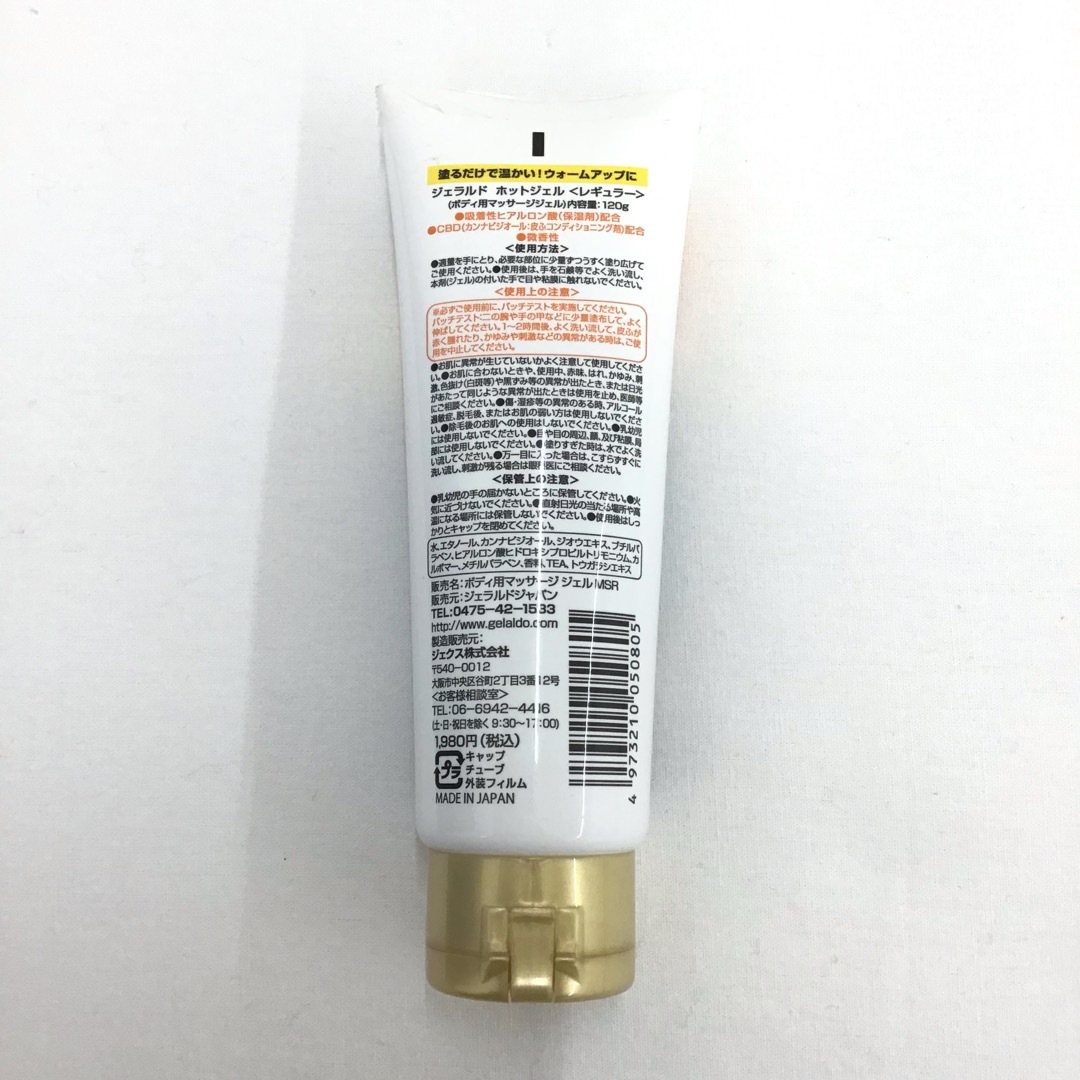 塗るだけで温かい!ウォームアップに
ジェラルド ホットジェル<レギュラー>
(ボディ用マッサージジェル)内容量:120g
●吸着性ヒアルロン酸(保湿剤)配合
●CBD(カンナビジオール:皮ふコンディショニング剤)配合
●微香性
<使用方法>
●適量を手にとり、必要な部位に少量ずつうすく塗り広げて
ご使用ください。●使用後は、手を石鹸等でよく洗い流し、
本剤(ジェル)の付いた手で目や粘膜に触れないでください。
<使用上の注意>
※必ずご使用前に、パッチテストを実施してください。
パッチテスト:二の腕や手の甲などに少量塗布して、よく
伸ばしてください。1〜2時間後、よく洗い流して、皮ふが
赤く腫れたり、かゆみや刺激などの異常がある時は、ご使
用を中止してください。
●お肌に異常が生じていないかよく注意して使用してくださ
い。●お肌に合わないときや、使用中、赤味、はれ、かゆみ、刺
激、色抜け(白斑等)や黒ずみ等の異常が出たとき、または日光
があたって同じような異常が出たときは使用を止め、医師等
にご相談ください。●傷・湿疹等の異常のある時、アルコール
過敏症、脱毛後、またはお肌の弱い方は使用しないでくださ
い。●除毛後のお肌への使用はしないでください。●乳幼児
には使用しないでください。●目や目の周辺、顔、及び粘膜、局
部には使用しないでください。●塗りすぎた時は、水でよく洗
い流してください。●万一目に入った場合は、こすらずすぐに
洗い流し、刺激が残る場合は眼科医にご相談ください。
<保管上の注意>
●乳幼児の手の届かないところに保管してください。●火
気に近づけないでください。●直射日光の当たる場所や高
温になる場所には保管しないでください。●使用後はしっ
かりとキャップを閉めてください。
水、エタノール、カンナビジオール、ジオウエキス、ブチルパ
ラベン、ヒアルロン酸ヒドロキシプロピルトリモニウム、カ
ルボマー、メチルパラベン、香料、TEA、トウガラシエキス
販売名:ボディ用マッサージ ジェル MSR
販売元:ジェラルドジャパン
TEL:0475-42-1533
http://www.gelaldo.com
製造販売元:
ジェクス株式会社
〒540-0012
大阪市中央区谷町2丁目3番12号
<お客様相談室>
TEL:06-6942-4416
(土・日・祝日を除く 9:30〜17:00)
1,980円(税込)
プラ
キャップ
チューブ
外装フィルム
MADE IN JAPAN
4 973210 050805